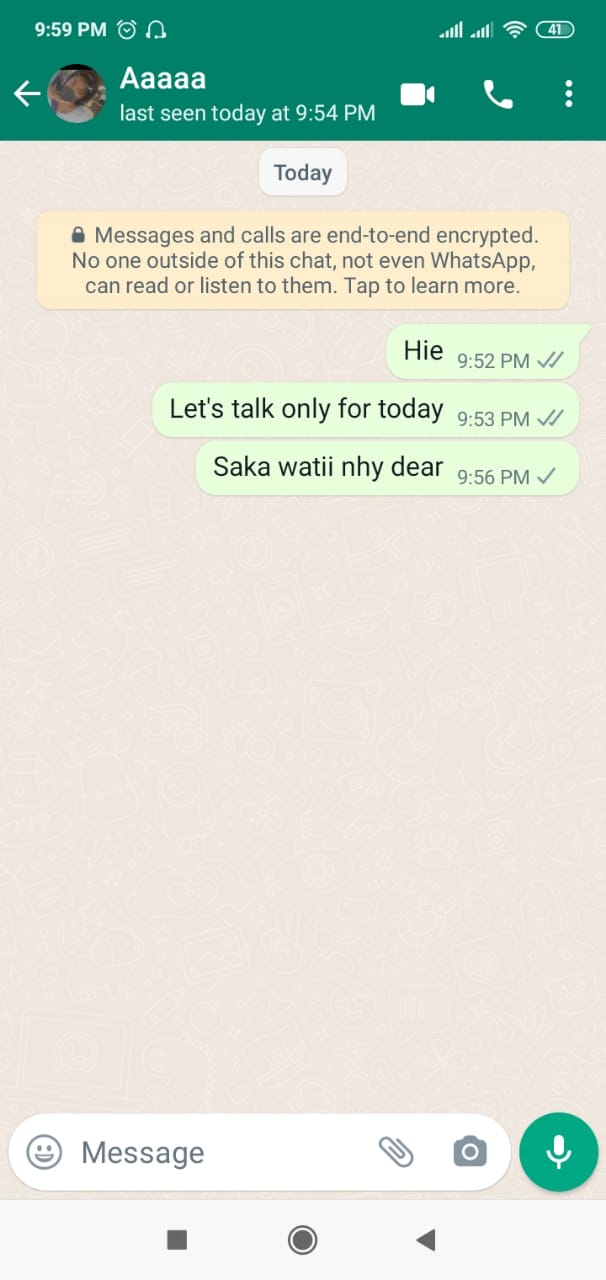 9:59 PM 41
Aaaaa
last seen today at 9:54 PM
Today
Messages and calls are end-to-end encrypted.
No one outside of this chat, not even WhatsApp,
can read or listen to them. Tap to learn more.
Hie 9:52 PM
Let's talk only for today 9:53 PM
Saka watii nhy dear 9:56 PM
Message